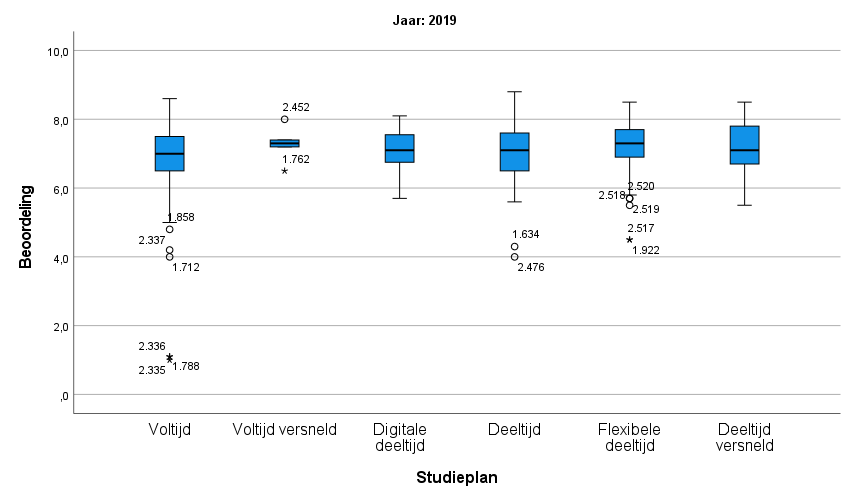 Jaar: 2019
10,0
8,0
6,0
4,0
2,0
,0
Beoordeling
2.452
1.762
1.858
2.337
1.712
2.336
2.335
1.788
1.634
2.476
2.520
2.518
2.519
2.517
1.922
Voltijd
Voltijd versneld
Digitale
deeltijd
Deeltijd
Flexibele
deeltijd
Deeltijd
versneld
Studieplan